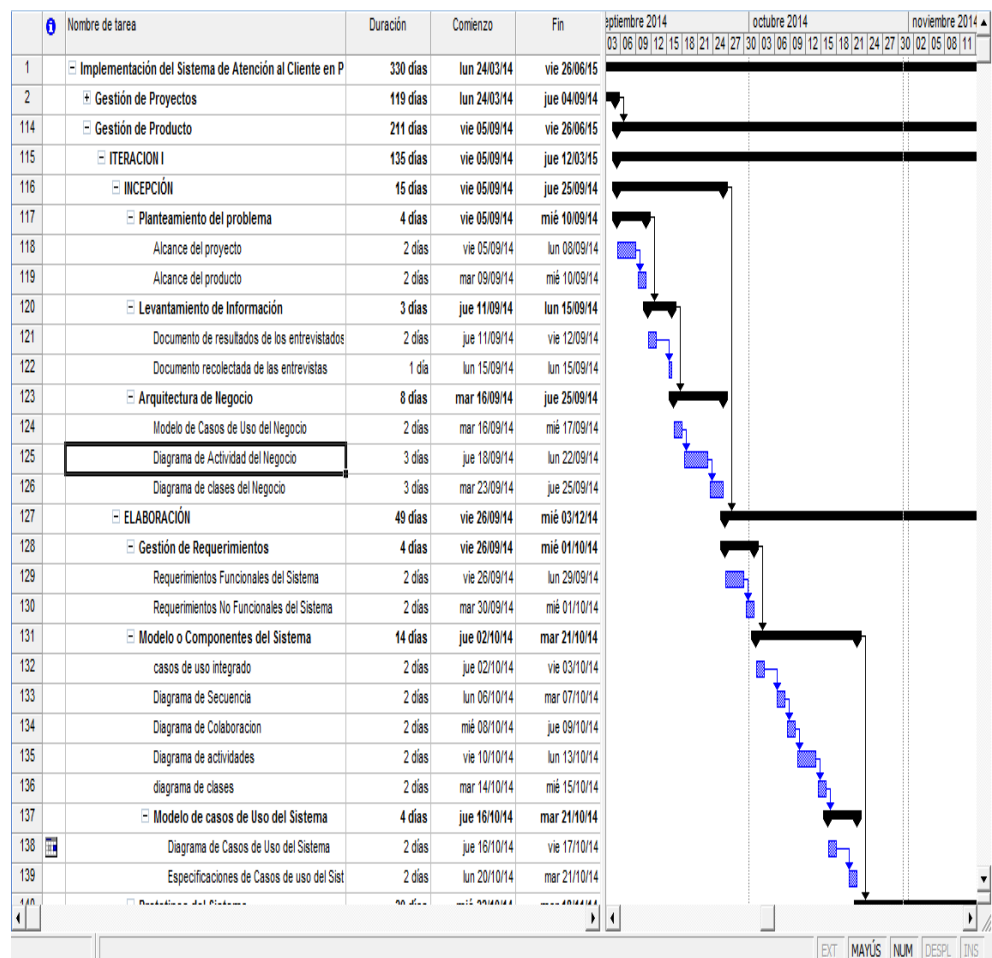 Nombre de tarea Duración Comienzo Fin ptiembre 2014 octubre 2014 noviembre 2014
03 06 09 12 15 18 21 24 27 30 03 06 09 12 15 18 21 24 27 30 02 05 08 11
1 Implementación del Sistema de Atención al Cliente en P 330 días lun 24/03/14 vie 26/06/15
2 Gestión de Proyectos 119 días lun 24/03/14 jue 04/09/14
114 Gestión de Producto 211 días vie 05/09/14 vie 26/06/15
115 ITERACION I 135 días vie 05/09/14 jue 12/03/15
116 INCEPCIÓN 15 días vie 05/09/14 jue 25/09/14
117 Planteamiento del problema 4 días vie 05/09/14 mié 10/09/14
118 Alcance del proyecto 2 días vie 05/09/14 lun 08/09/14
119 Alcance del producto 2 días mar 09/09/14 mié 10/09/14
120 Levantamiento de Información 3 días jue 11/09/14 lun 15/09/14
121 Documento de resultados de los entrevistados 2 días jue 11/09/14 vie 12/09/14
122 Documento recolectada de las entrevistas 1 día lun 15/09/14 lun 15/09/14
123 Arquitectura de Negocio 8 días mar 16/09/14 jue 25/09/14
124 Modelo de Casos de Uso del Negocio 2 días mar 16/09/14 mié 17/09/14
125 Diagrama de Actividad del Negocio 3 días jue 18/09/14 lun 22/09/14
126 Diagrama de clases del Negocio 3 días mar 23/09/14 jue 25/09/14
127 ELABORACIÓN 49 días vie 26/09/14 mié 03/12/14
128 Gestión de Requerimientos 4 días vie 26/09/14 mié 01/10/14
129 Requerimientos Funcionales del Sistema 2 días vie 26/09/14 lun 29/09/14
130 Requerimientos No Funcionales del Sistema 2 días mar 30/09/14 mié 01/10/14
131 Modelo o Componentes del Sistema 14 días jue 02/10/14 mar 21/10/14
132 casos de uso integrado 2 días jue 02/10/14 vie 03/10/14
133 Diagrama de Secuencia 2 días lun 06/10/14 mar 07/10/14
134 Diagrama de Colaboracion 2 días mié 08/10/14 jue 09/10/14
135 Diagrama de actividades 2 días vie 10/10/14 lun 13/10/14
136 diagrama de clases 2 días mar 14/10/14 mié 15/10/14
137 Modelo de casos de Uso del Sistema 4 días jue 16/10/14 mar 21/10/14
138 Diagrama de Casos de Uso del Sistema 2 días jue 16/10/14 vie 17/10/14
139 Especificaciones de Casos de uso del Sist 2 días lun 20/10/14 mar 21/10/14
EXT MAYÚS NUM DESPL INS